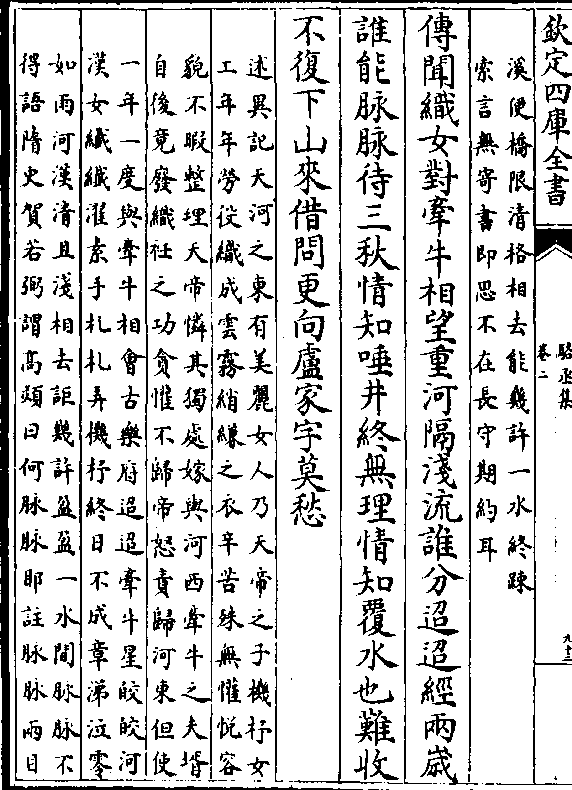 欽定四庫全書
駱丞集
卷二
九十三
溪便橋限清格相去能幾許一水終踈
索言無寄書即思不在長守期約耳
傳聞織女對牽牛相望重河隔淺流誰分迢迢經兩歳
誰能脉脉待三秋情知唾井終無理情知覆水也難收
不復下山來借問更向盧家字莫愁
述異記天河之東有美麗女人乃天帝之子機杼女
工年年勞役織成雲霧綃縑之衣辛苦殊無懽悅容
貌不暇整理天帝憐其獨處嫁與河西牽牛之夫壻
自後竟廢織紝之功貪懽不歸帝怒責歸河東但使
一年一度與牽牛相會古樂府迢迢牽牛星皎皎河
漢女纖纖濯素手札札弄機杼終日不成章涕泣零
如雨河漢清且淺相去詎幾許盈盈一水間脉脉不
得語隋史賀若弼謂高熲曰何脉脉耶註脉脉兩目